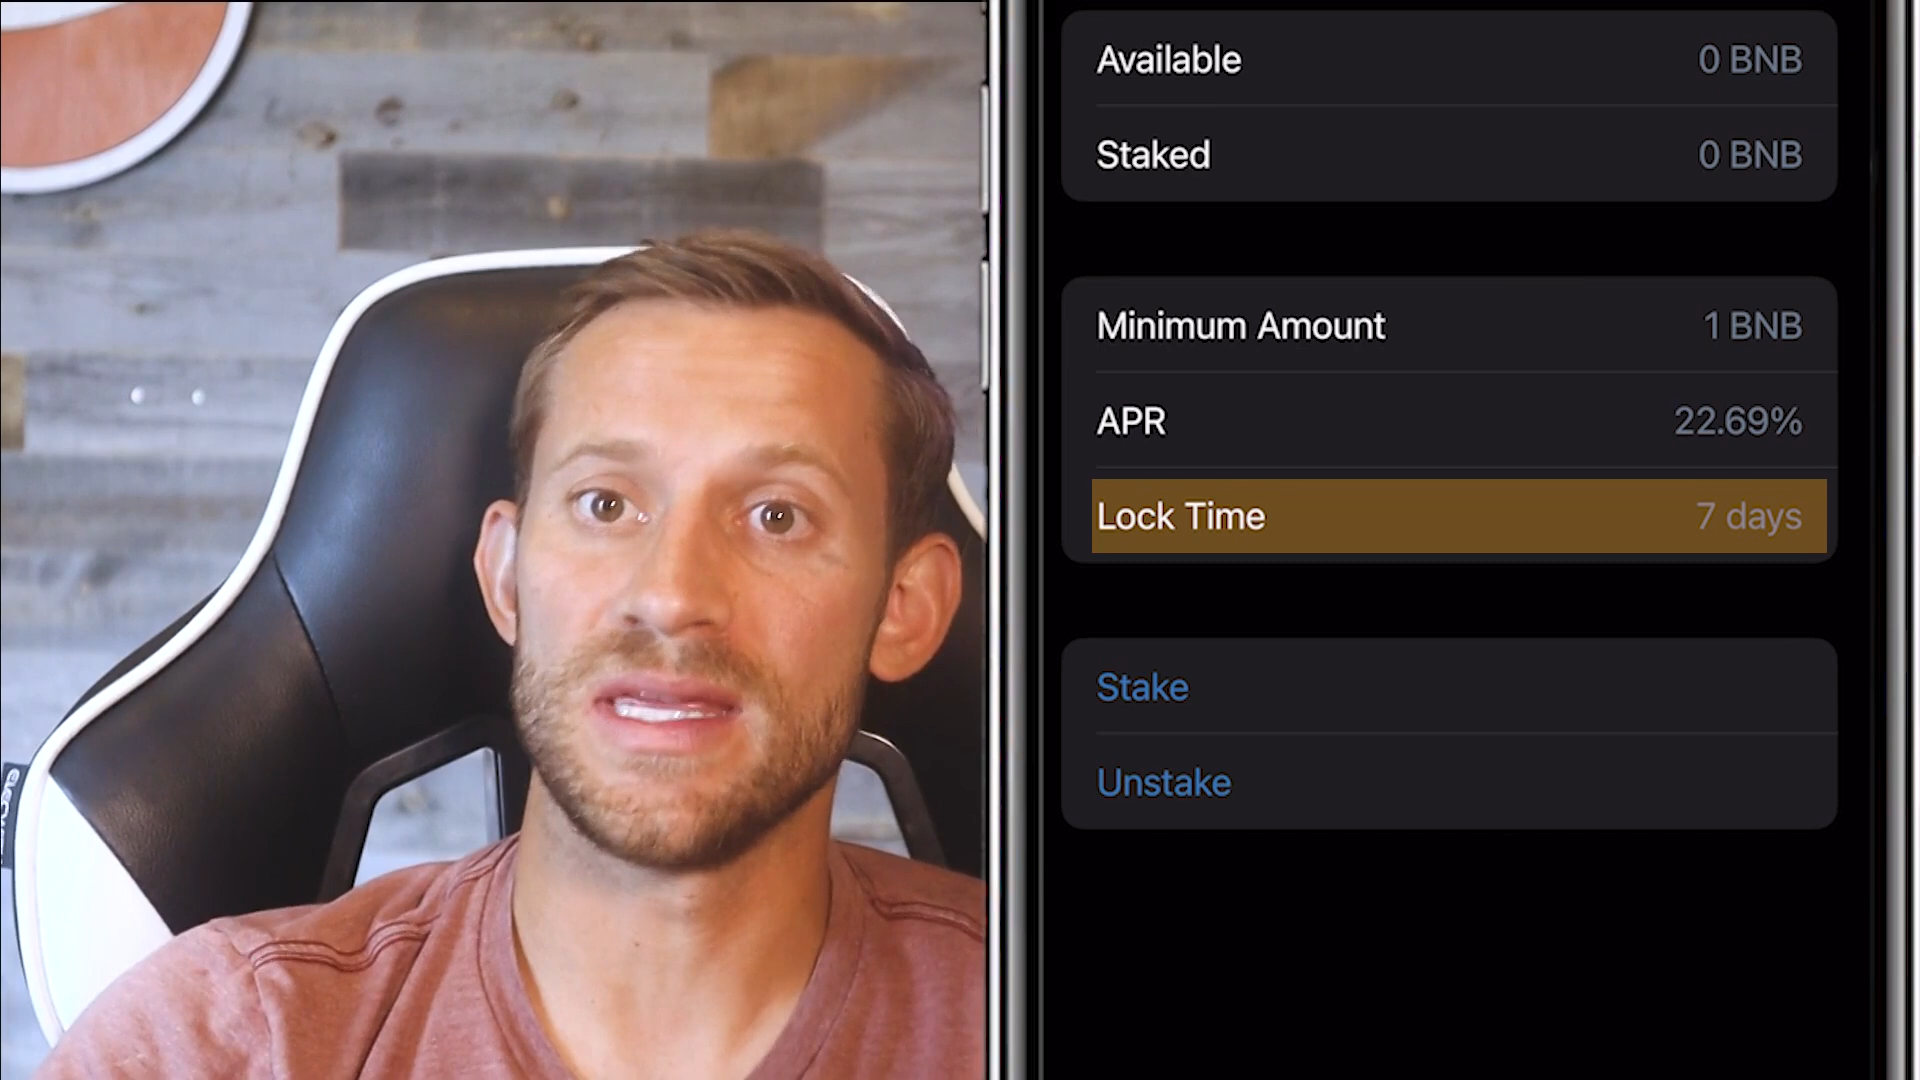 Available 0 BNB
Staked 0 BNB
Minimum Amount 1 BNB
APR 22.69%
Lock Time 7 days
Stake
Unstake